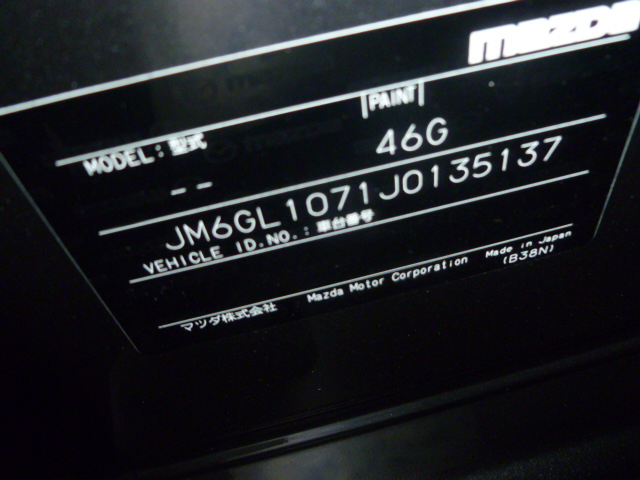 mazda
PAINT
MODEL: 型式
46G
--
JM6GL1071J0135137
VEHICLE ID.NO.: 車台番号
マツダ株式会社 Mazda Motor Corporation Made in Japan
(B38N)